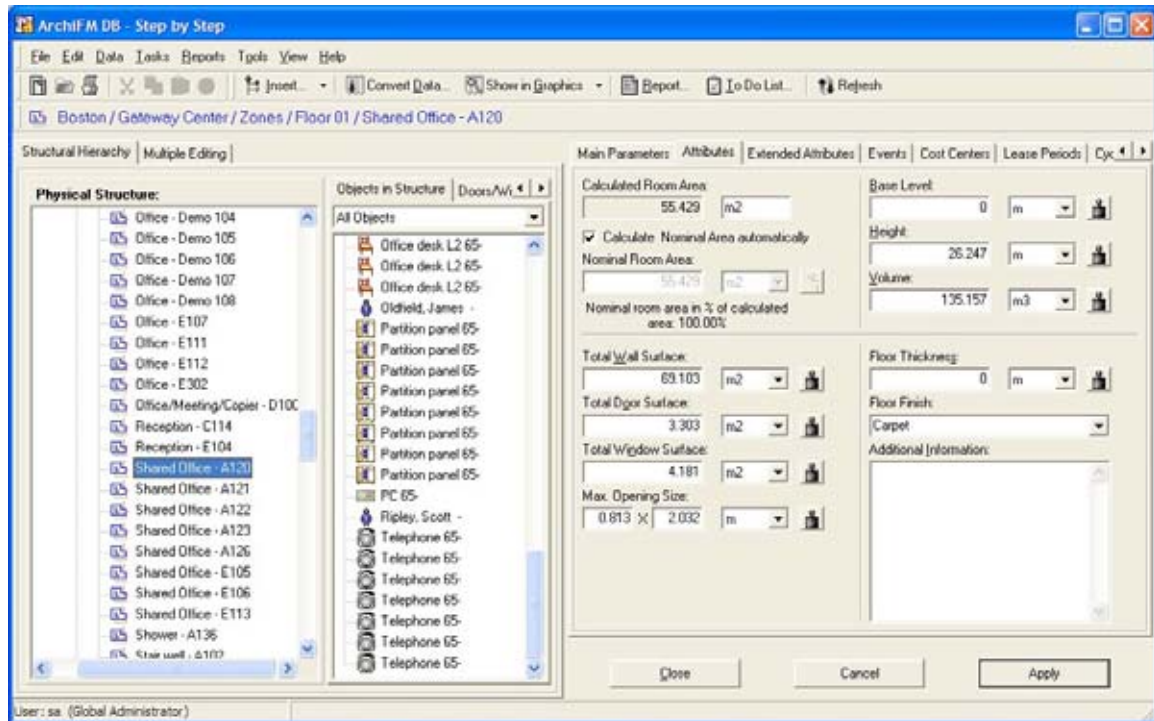 ArchiFM DB - Step by Step
File Edit Data Tasks Reports Tools View Help
Insert... Convert Data... Show in Graphics Report... To Do List... Refresh
Boston / Gateway Center / Zones / Floor 01 / Shared Office - A120
Structural Hierarchy Multiple Editing
Physical Structure:
Office - Demo 104
Office - Demo 105
Office - Demo 106
Office - Demo 107
Office - Demo 108
Office - E107
Office - E111
Office - E112
Office - E302
Office/Meeting/Copier - D100
Reception - C114
Reception - E104
Shared Office - A120
Shared Office - A121
Shared Office - A122
Shared Office - A123
Shared Office - A126
Shared Office - E105
Shared Office - E106
Shared Office - E113
Shower - A136
Stair well - A102
Objects in Structure Doors/Wi
All Objects
Office desk L2 65-
Office desk L2 65-
Office desk L2 65-
Oldfield, James -
Partition panel 65-
Partition panel 65-
Partition panel 65-
Partition panel 65-
Partition panel 65-
Partition panel 65-
Partition panel 65-
Partition panel 65-
PC 65-
Ripley, Scott -
Telephone 65-
Telephone 65-
Telephone 65-
Telephone 65-
Telephone 65-
Telephone 65-
Telephone 65-
Main Parameters Attributes Extended Attributes Events Cost Centers Lease Periods Cyc
Calculated Room Area:
55.429 m2
Calculate Nominal Area automatically
Nominal Room Area:
55.429 m2
Nominal room area in % of calculated
area: 100.00%
Base Level:
0 m
Height:
26.247 m
Volume:
135.157 m3
Total Wall Surface:
69.103 m2
Total Door Surface:
3.303 m2
Total Window Surface:
4.181 m2
Max. Opening Size:
0.813 X 2.032 m
Floor Thickness:
0 m
Floor Finish:
Carpet
Additional Information:
Close Cancel Apply
User: sa (Global Administrator)